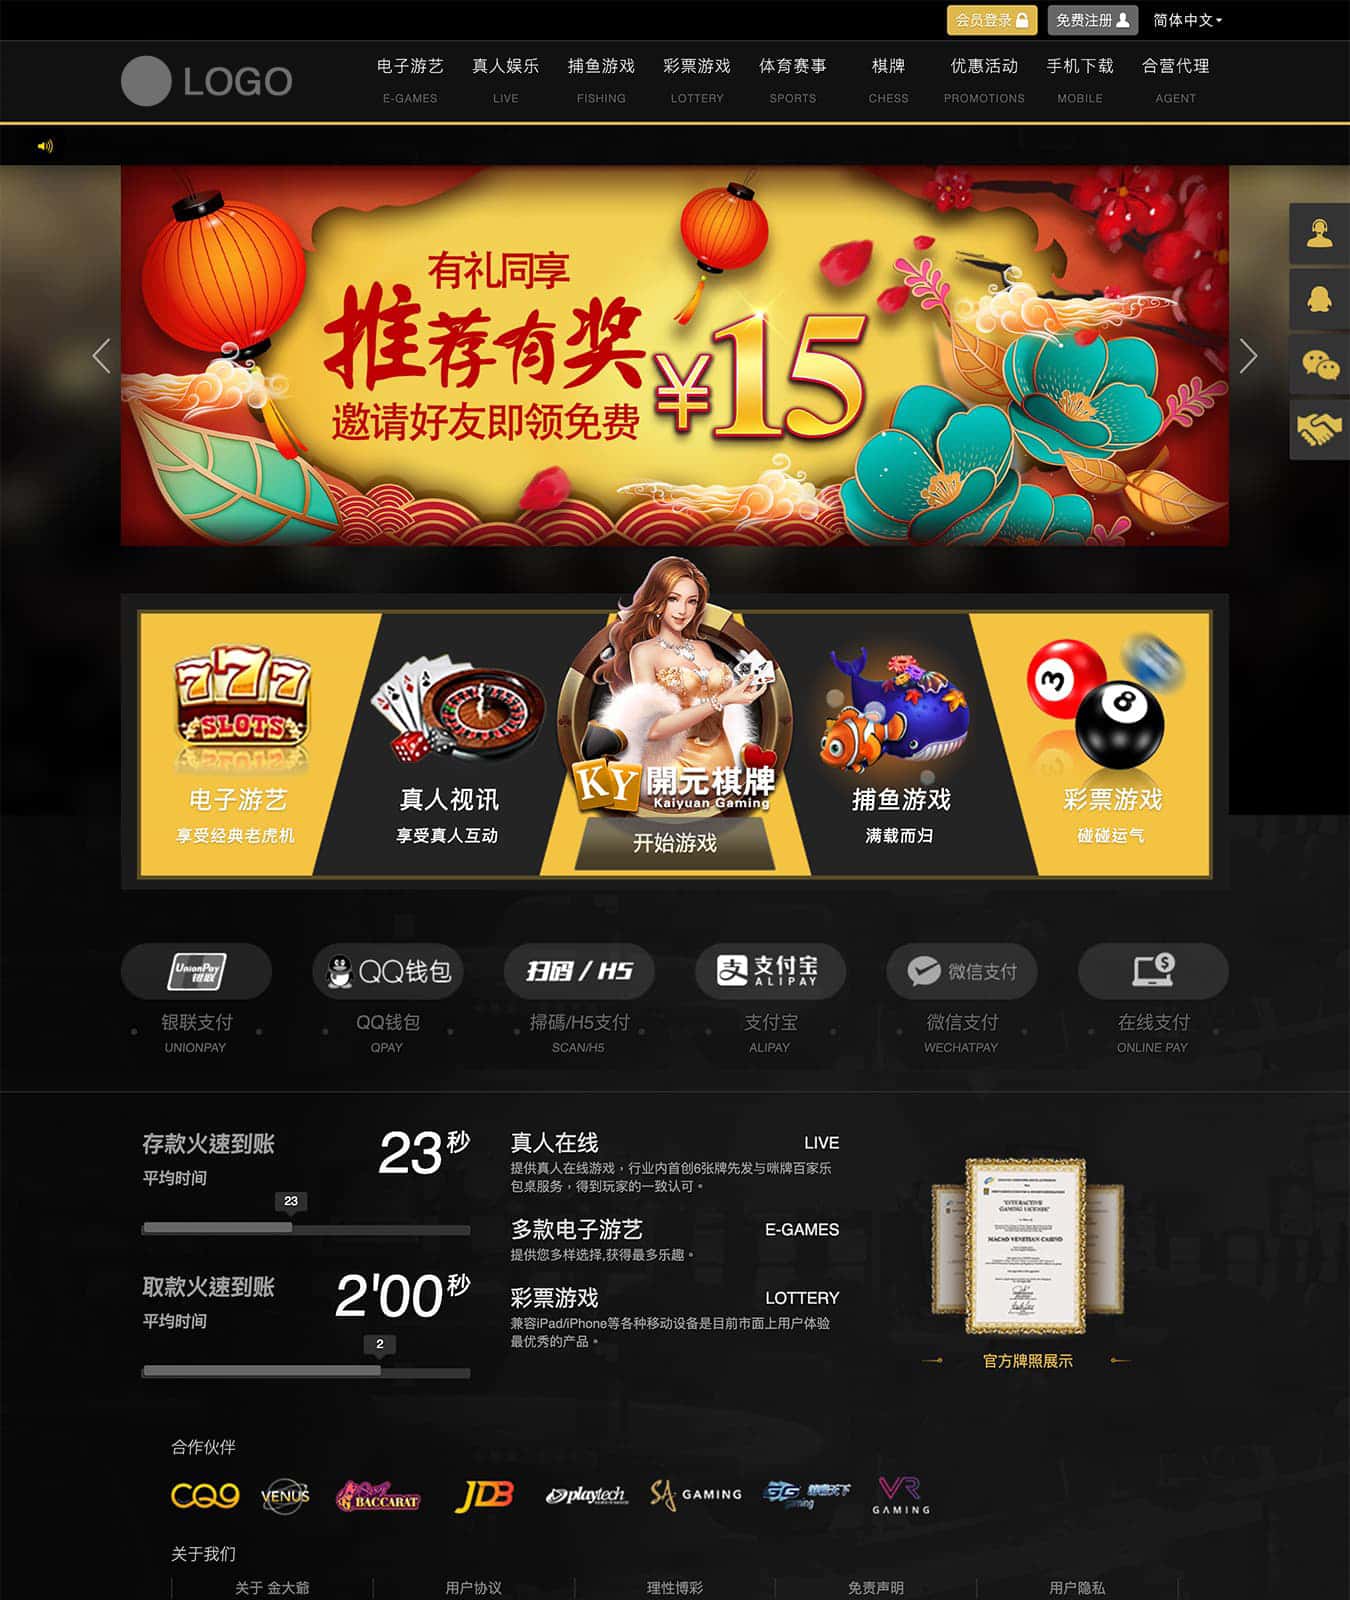 会员登录
免费注册
简体中文
LOGO
电子游艺 真人娱乐 捕鱼游戏 彩票游戏 体育赛事 棋牌 优惠活动 手机下载 合营代理
E-GAMES LIVE FISHING LOTTERY SPORTS CHESS PROMOTIONS MOBILE AGENT
有礼同享
推荐有奖
邀请好友即领免费
¥15
777
SLOTS
电子游艺
享受经典老虎机
真人视讯
享受真人互动
KY 開元棋牌
Kaiyuan Gaming
开始游戏
捕鱼游戏
满载而归
3
8
彩票游戏
碰碰运气
UnionPay
银联
QQ钱包
扫码/H5
支 支付宝
ALIPAY
微信支付
银联支付 QQ钱包 掃碼/H5支付 支付宝 微信支付 在线支付
UNIONPAY QPAY SCAN/H5 ALIPAY WECHATPAY ONLINE PAY
存款火速到账
平均时间
23秒
23
取款火速到账
平均时间
2'00秒
2
真人在线 LIVE
提供真人在线游戏，行业内首创6张牌先发与咪牌百家乐
包桌服务，得到玩家的一致认可。
多款电子游艺 E-GAMES
提供您多样选择,获得最多乐趣。
彩票游戏 LOTTERY
兼容iPad/iPhone等各种移动设备是目前市面上用户体验
最优秀的产品。
"INTERACTIVE
GAMING LICENSE"
MACAO VENETIAN CASINO
官方牌照展示
合作伙伴
CQ9 VENUS BACCARAT JDB playtech SA GAMING GG gaming VR GAMING
关于我们
关于 金大爺 用户协议 理性博彩 免责声明 用户隐私